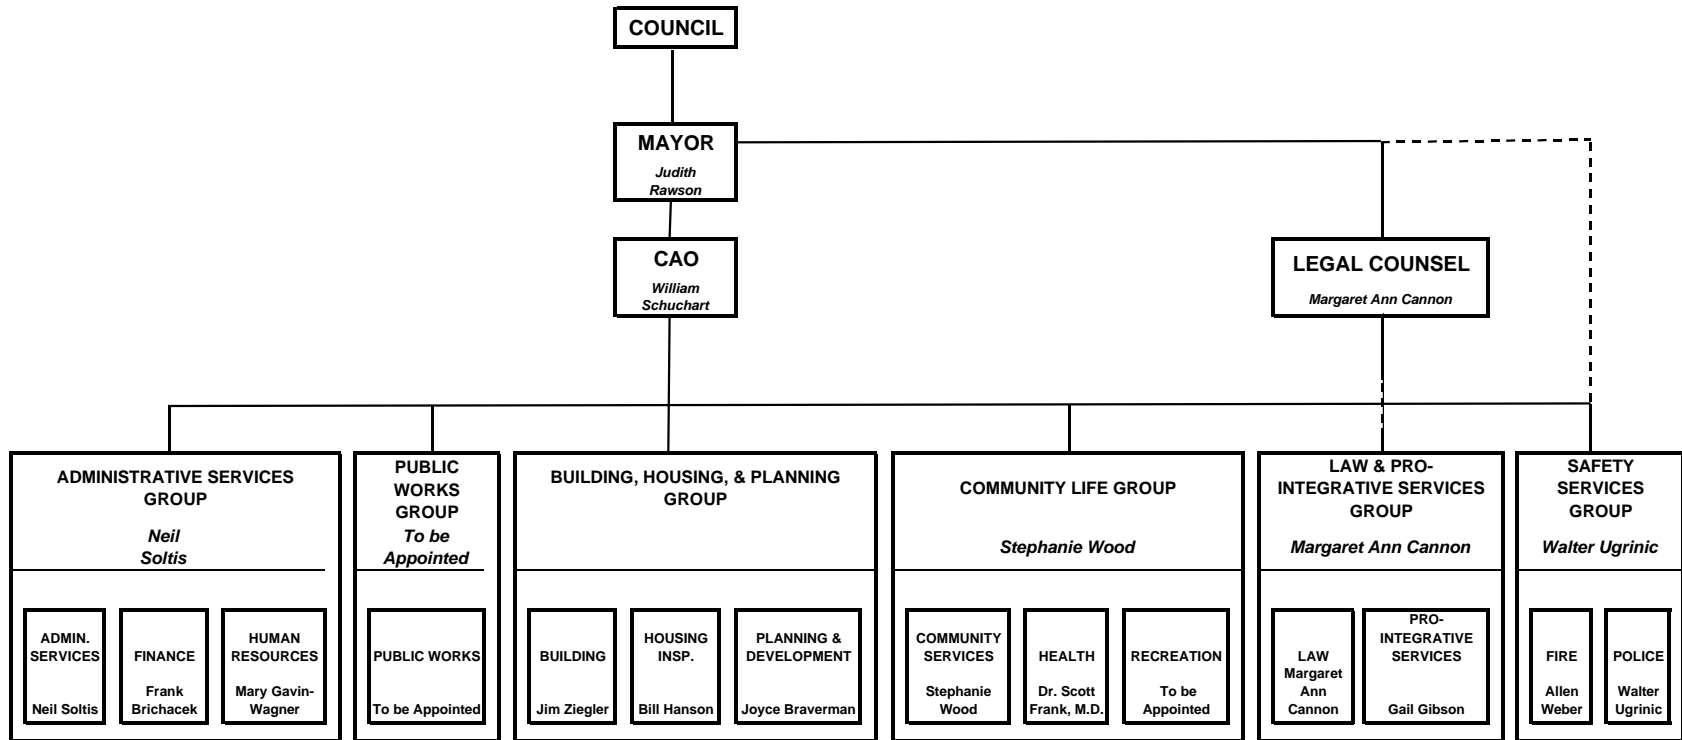 COUNCIL
MAYOR
Judith
Rawson
CAO
William
Schuchart
LEGAL COUNSEL
Margaret Ann Cannon
ADMINISTRATIVE SERVICES
GROUP
Neil
Soltis
PUBLIC
WORKS
GROUP
To be
Appointed
BUILDING, HOUSING, & PLANNING
GROUP
COMMUNITY LIFE GROUP
Stephanie Wood
LAW & PRO-
INTEGRATIVE SERVICES
GROUP
Margaret Ann Cannon
SAFETY
SERVICES
GROUP
Walter Ugrinic
ADMIN.
SERVICES
Neil Soltis
FINANCE
Frank
Brichacek
HUMAN
RESOURCES
Mary Gavin-
Wagner
PUBLIC WORKS
To be Appointed
BUILDING
Jim Ziegler
HOUSING
INSP.
Bill Hanson
PLANNING &
DEVELOPMENT
Joyce Braverman
COMMUNITY
SERVICES
Stephanie
Wood
HEALTH
Dr. Scott
Frank, M.D.
RECREATION
To be
Appointed
LAW
Margaret
Ann
Cannon
PRO-
INTEGRATIVE
SERVICES
Gail Gibson
FIRE
Allen
Weber
POLICE
Walter
Ugrinic